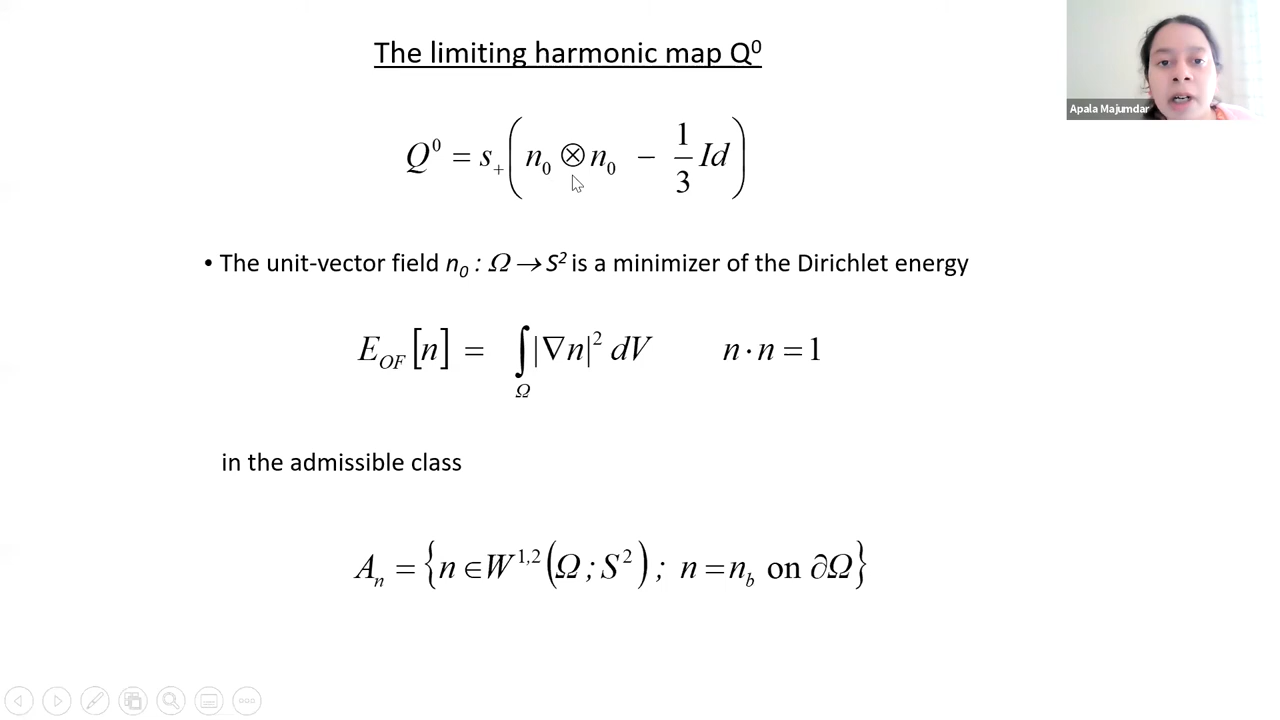 The limiting harmonic map Q⁰
Q⁰ = s₊ ( n₀ ⊗ n₀ − 1/3 Id )
• The unit-vector field n₀ : Ω → S² is a minimizer of the Dirichlet energy
E_OF [n] = ∫_Ω |∇n|² dV n · n = 1
in the admissible class
A_n = { n ∈ W^{1,2} (Ω ; S²) ; n = n_b on ∂Ω }
Apala Majumdar